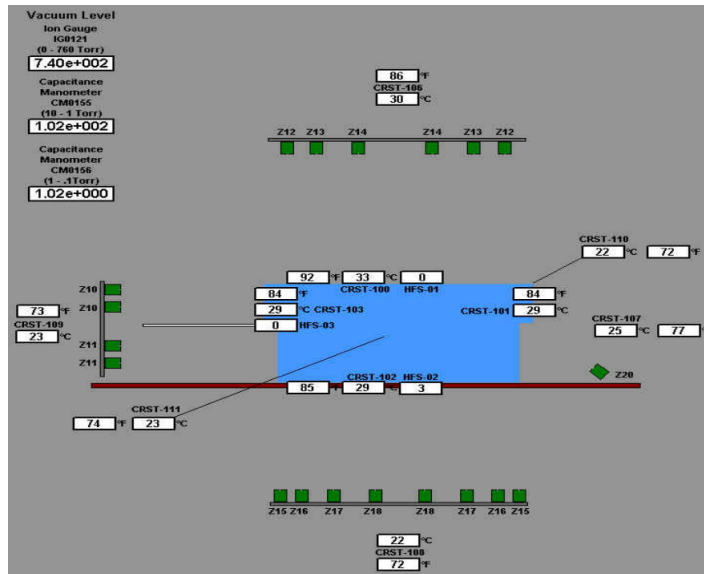 Vacuum Level
Ion Gauge
IG0121
(0 - 760 Torr)
7.40e+002
Capacitance
Manometer
CM0155
(10 - 1 Torr)
1.02e+002
Capacitance
Manometer
CM0156
(1 - .1Torr)
1.02e+000
86 °F
CRST-106
30 °C
Z12 Z13 Z14 Z14 Z13 Z12
CRST-110
22 °C 72 °F
92 °F 33 °C 0
CRST-100 HFS-01
84 °F
29 °C CRST-103
0 HFS-03
84 °F
CRST-101 29 °C
CRST-107
25 °C 77 °
Z10
Z10
Z11
Z11
73 °F
CRST-109
23 °C
Z20
CRST-102 HFS-02
85 °F 29 °C 3
CRST-111
74 °F 23 °C
Z15 Z16 Z17 Z18 Z18 Z17 Z16 Z15
22 °C
CRST-108
72 °F